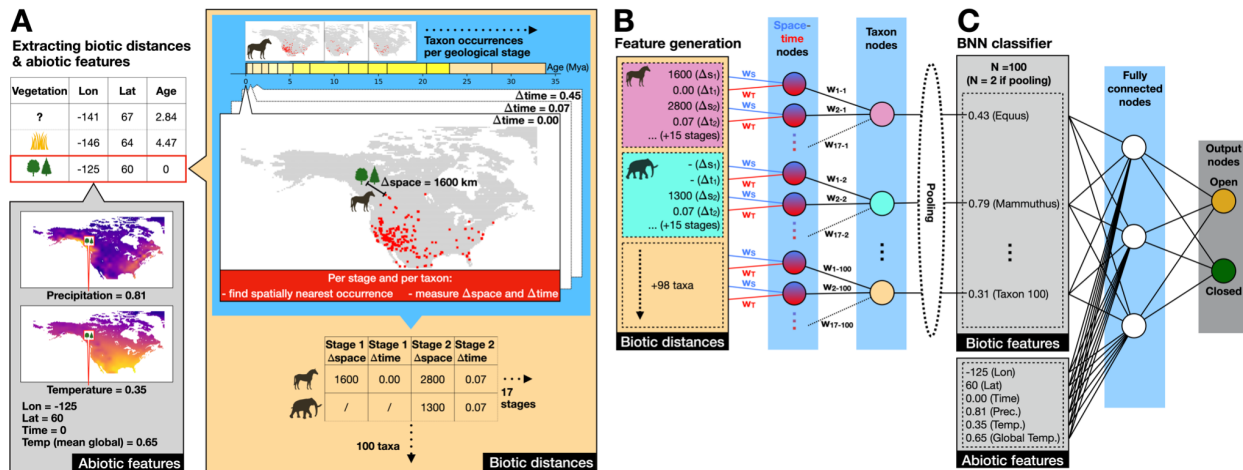 A
Extracting biotic distances
& abiotic features
Vegetation Lon Lat Age
? -141 67 2.84
-146 64 4.47
-125 60 0
Precipitation = 0.81
Temperature = 0.35
Lon = -125
Lat = 60
Time = 0
Temp (mean global) = 0.65
Abiotic features
Taxon occurrences
per geological stage
Age (Mya)
0 5 10 15 20 25 30 35
Δtime = 0.45
Δtime = 0.07
Δtime = 0.00
Δspace = 1600 km
Per stage and per taxon:
- find spatially nearest occurrence - measure Δspace and Δtime
Stage 1 Stage 1 Stage 2 Stage 2
Δspace Δtime Δspace Δtime
1600 0.00 2800 0.07
/ / 1300 0.07
17
stages
100 taxa
Biotic distances
B
Feature generation
Space-
time
nodes
Taxon
nodes
1600 (Δs₁)
0.00 (Δt₁)
2800 (Δs₂)
0.07 (Δt₂)
... (+15 stages)
- (Δs₁)
- (Δt₁)
1300 (Δs₂)
0.07 (Δt₂)
... (+15 stages)
+98 taxa
Biotic distances
WS
WT
WS
WT
WS
WT
WS
WT
WS
WT
WS
WT
W1-1
W2-1
W17-1
W1-2
W2-2
W17-2
W1-100
W2-100
W17-100
Pooling
C
BNN classifier
N =100
(N = 2 if pooling)
0.43 (Equus)
0.79 (Mammuthus)
0.31 (Taxon 100)
Biotic features
-125 (Lon)
60 (Lat)
0.00 (Time)
0.81 (Prec.)
0.35 (Temp.)
0.65 (Global Temp.)
Abiotic features
Fully
connected
nodes
Output
nodes
Open
Closed